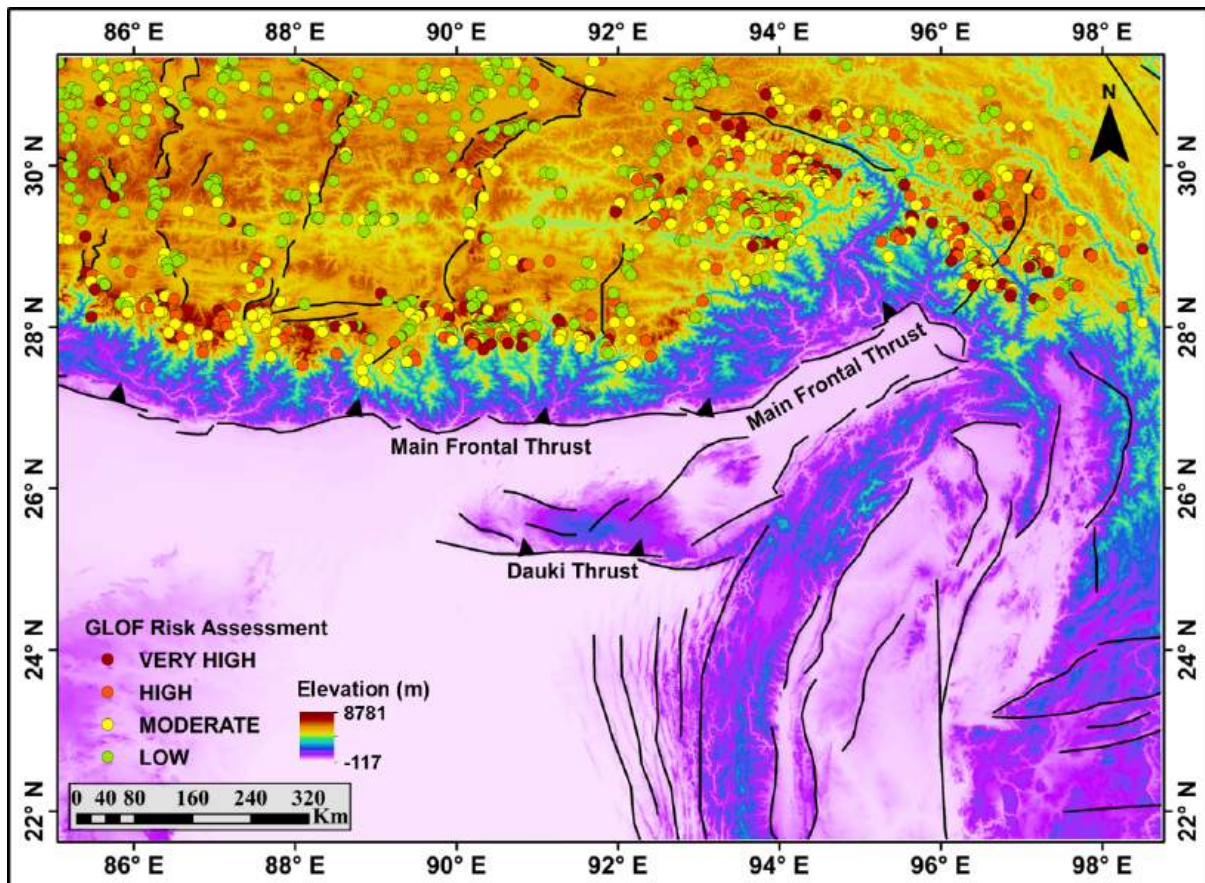 86° E 88° E 90° E 92° E 94° E 96° E 98° E
N
30° N 30° N
28° N 28° N
Main Frontal Thrust
Main Frontal Thrust
26° N 26° N
Dauki Thrust
24° N 24° N
GLOF Risk Assessment
VERY HIGH
HIGH
MODERATE
LOW
Elevation (m)
8781
-117
0 40 80 160 240 320
Km
22° N 22° N
86° E 88° E 90° E 92° E 94° E 96° E 98° E